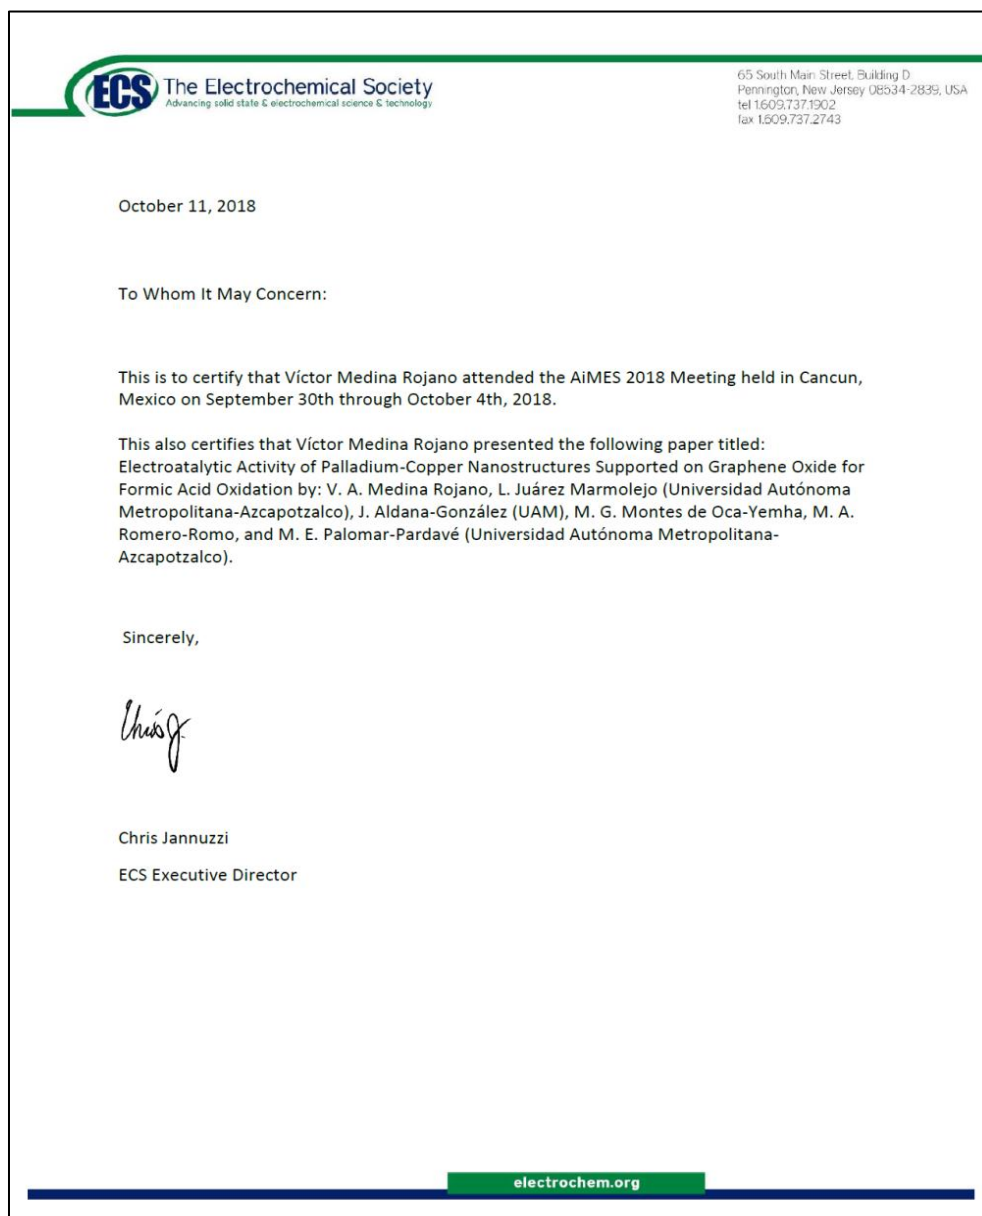 ECS The Electrochemical Society
Advancing solid state & electrochemical science & technology
65 South Main Street, Building D
Pennington, New Jersey 08534-2839, USA
tel 1.609.737.1902
fax 1.609.737.2743
October 11, 2018
To Whom It May Concern:
This is to certify that Víctor Medina Rojano attended the AiMES 2018 Meeting held in Cancun,
Mexico on September 30th through October 4th, 2018.
This also certifies that Víctor Medina Rojano presented the following paper titled:
Electroatalytic Activity of Palladium-Copper Nanostructures Supported on Graphene Oxide for
Formic Acid Oxidation by: V. A. Medina Rojano, L. Juárez Marmolejo (Universidad Autónoma
Metropolitana-Azcapotzalco), J. Aldana-González (UAM), M. G. Montes de Oca-Yemha, M. A.
Romero-Romo, and M. E. Palomar-Pardavé (Universidad Autónoma Metropolitana-
Azcapotzalco).
Sincerely,
Chris J.
Chris Jannuzzi
ECS Executive Director
electrochem.org